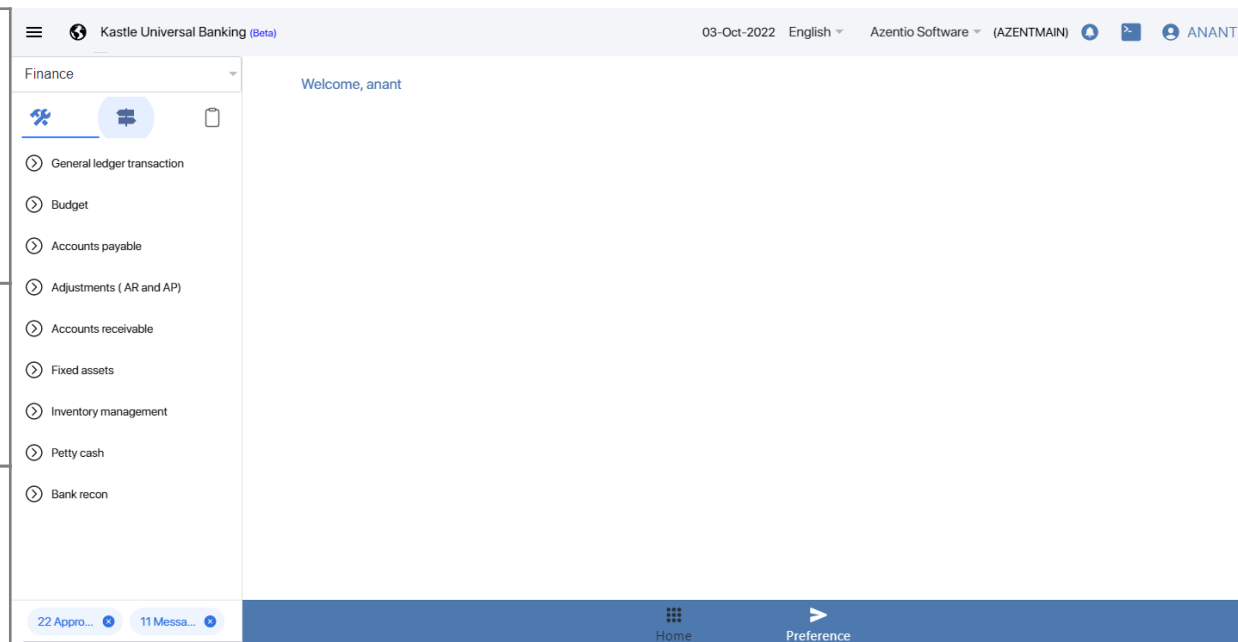 Kastle Universal Banking (Beta)
03-Oct-2022 English Azentio Software (AZENTMAIN) ANANT
Finance
Welcome, anant
General ledger transaction
Budget
Accounts payable
Adjustments ( AR and AP)
Accounts receivable
Fixed assets
Inventory management
Petty cash
Bank recon
22 Appro... 11 Messa...
Home Preference